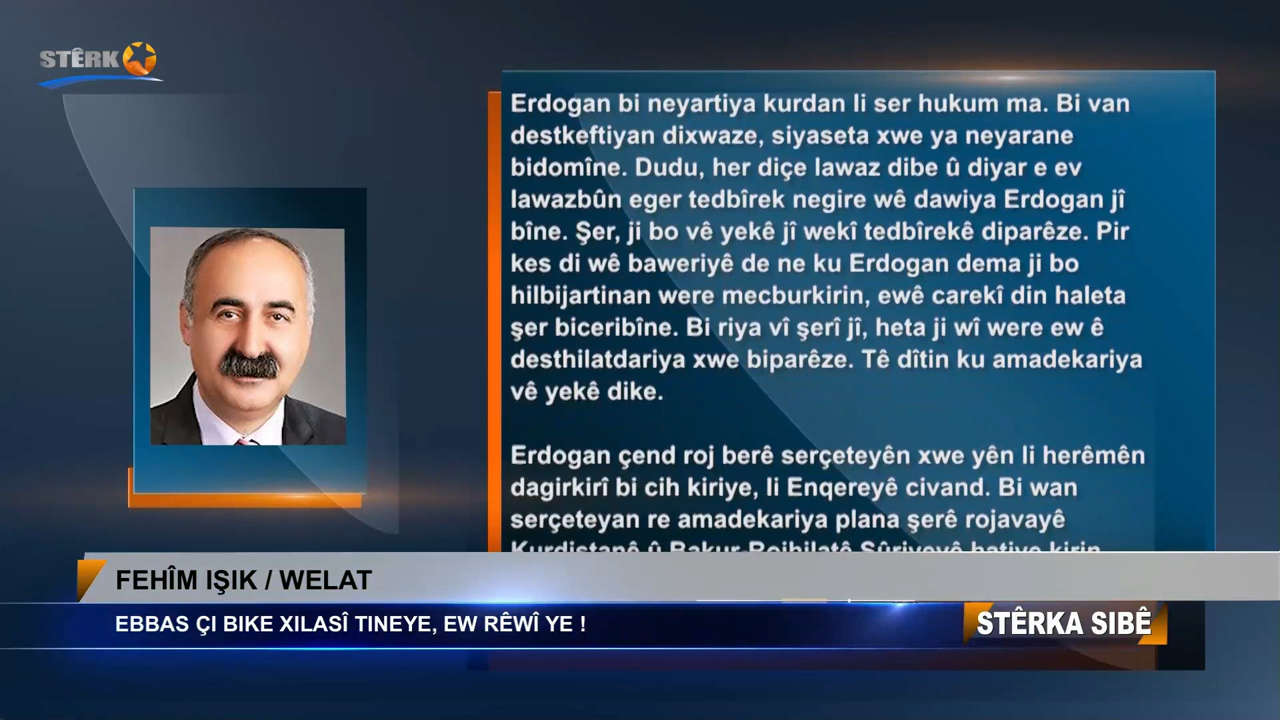 STÊRK
Erdogan bi neyartiya kurdan li ser hukum ma. Bi van
destkeftiyan dixwaze, siyaseta xwe ya neyarane
bidomîne. Dudu, her diçe lawaz dibe û diyar e ev
lawazbûn eger tedbîrek negire wê dawiya Erdogan jî
bîne. Şer, ji bo vê yekê jî wekî tedbîrekê diparêze. Pir
kes di wê baweriyê de ne ku Erdogan dema ji bo
hilbijartinan were mecburkirin, ewê carekî din haleta
şer biceribîne. Bi riya vî şerî jî, heta ji wî were ew ê
desthilatdariya xwe biparêze. Tê dîtin ku amadekariya
vê yekê dike.
Erdogan çend roj berê serçeteyên xwe yên li herêmên
dagirkirî bi cih kiriye, li Enqereyê civand. Bi wan
serçeteyan re amadekariya plana şerê rojavayê
Kurdistanê û Bakur-Rojhilatê Sûriyeyê hatiye kirin
FEHÎM IŞIK / WELAT
EBBAS ÇI BIKE XILASÎ TINEYE, EW RÊWÎ YE !
STÊRKA SIBÊ